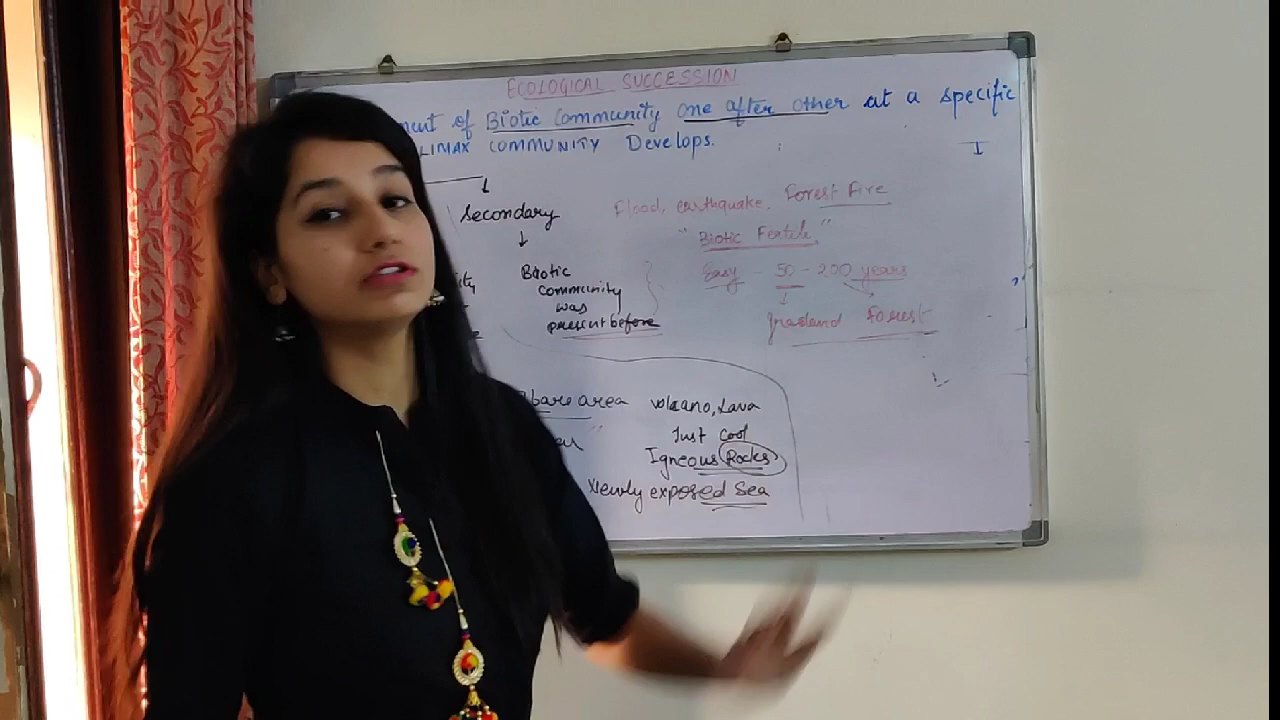 ECOLOGICAL SUCCESSION
of Biotic Community one after other at a specific
LIMAX COMMUNITY Develops.
I
Secondary
Flood, earthquake, Forest Fire
↓
"Biotic Fertile"
Biotic
community
was
present before
Easy - 50 - 200 years
Grasland Forest
bare area
volcano, Lava
Just cool
Igneous Rocks
Newly exposed Sea